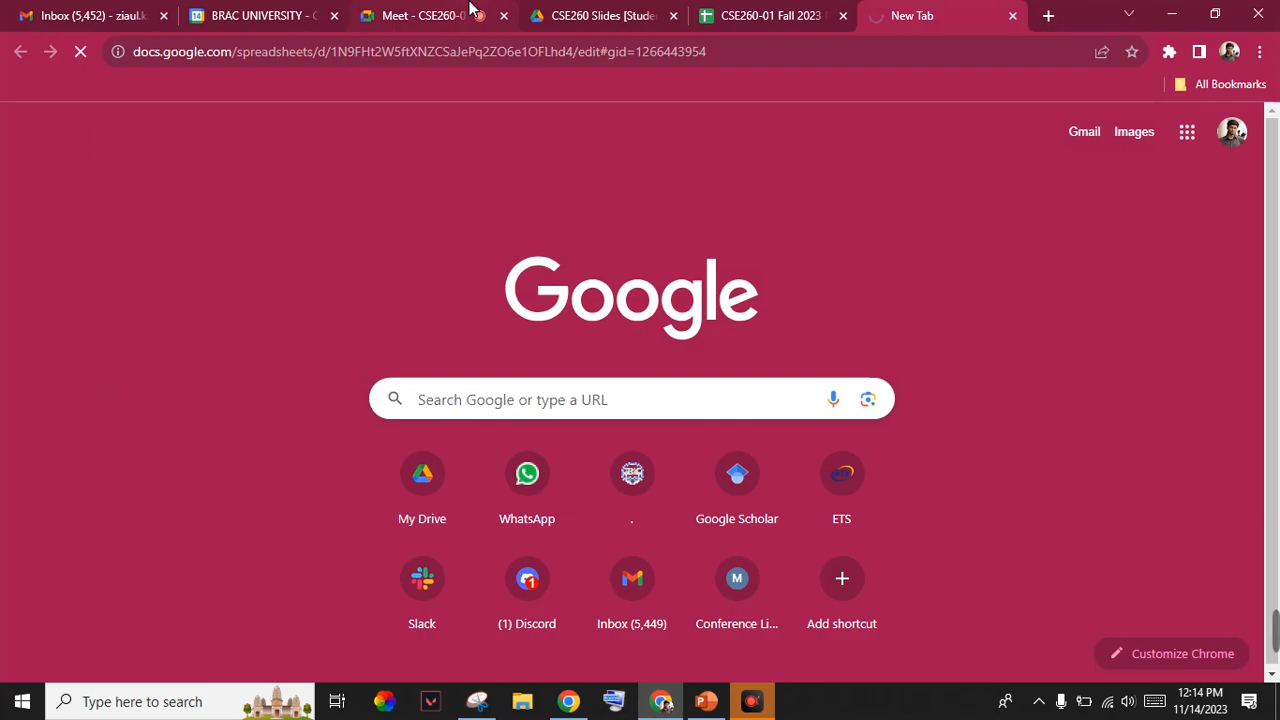 Inbox (5,452) - ziaul.k
BRAC UNIVERSITY - C
Meet - CSE260-0
CSE260 Slides [Stude
CSE260-01 Fall 2023
New Tab
docs.google.com/spreadsheets/d/1N9FHt2W5ftXNZCSaJePq2ZO6e1OFLhd4/edit#gid=1266443954
All Bookmarks
Gmail Images
Google
Search Google or type a URL
My Drive WhatsApp . Google Scholar ETS
Slack (1) Discord Inbox (5,449) Conference Li... Add shortcut
Customize Chrome
Type here to search
12:14 PM
11/14/2023